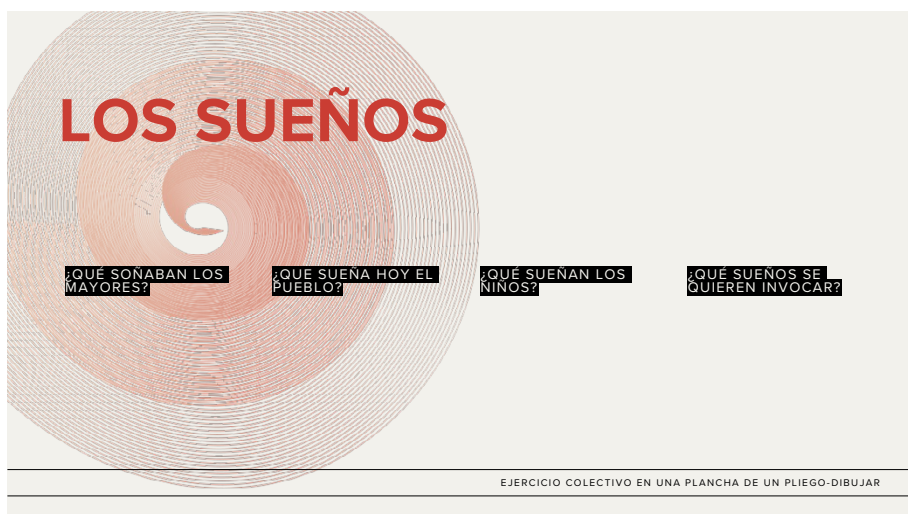 LOS SUEÑOS
¿QUÉ SOÑABAN LOS
MAYORES?
¿QUE SUEÑA HOY EL
PUEBLO?
¿QUÉ SUEÑAN LOS
NIÑOS?
¿QUÉ SUEÑOS SE
QUIEREN INVOCAR?
EJERCICIO COLECTIVO EN UNA PLANCHA DE UN PLIEGO-DIBUJAR